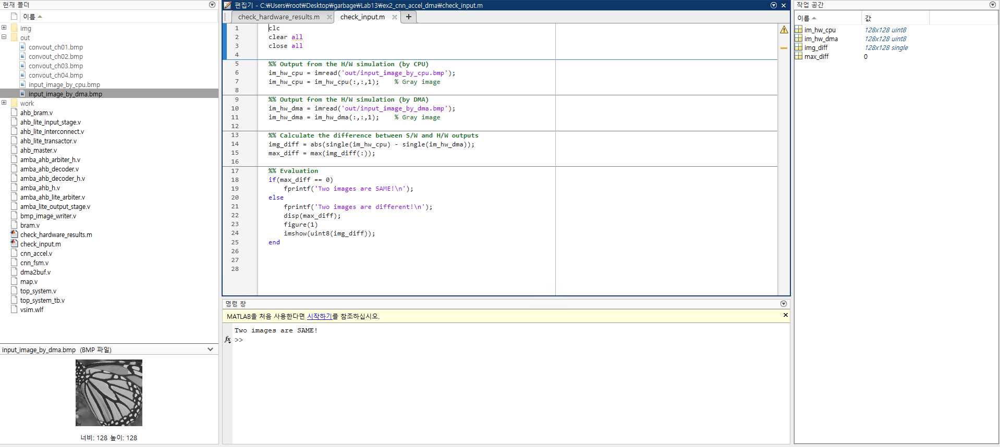 현재 폴더
이름
img
out
convout_ch01.bmp
convout_ch02.bmp
convout_ch03.bmp
convout_ch04.bmp
input_image_by_cpu.bmp
input_image_by_dma.bmp
work
ahb_bram.v
ahb_lite_input_stage.v
ahb_lite_interconnect.v
ahb_lite_transactor.v
ahb_master.v
amba_ahb_arbiter_h.v
amba_ahb_decoder.v
amba_ahb_decoder_h.v
amba_ahb_h.v
amba_ahb_lite_arbiter.v
amba_lite_output_stage.v
bmp_image_writer.v
bram.v
check_hardware_results.m
check_input.m
cnn_accel.v
cnn_fsm.v
dma2buf.v
map.v
top_system.v
top_system_tb.v
vsim.wlf
input_image_by_dma.bmp (BMP 파일)
너비: 128 높이: 128
편집기 - C:₩Users₩root₩Desktop₩garbage₩Lab13₩ex2_cnn_accel_dma₩check_input.m
check_hardware_results.m
check_input.m
1 clc
2 clear all
3 close all
4
5 %% Output from the H/W simulation (by CPU)
6 im_hw_cpu = imread('out/input_image_by_cpu.bmp');
7 im_hw_cpu = im_hw_cpu(:,:,1);    % Gray image
8
9 %% Output from the H/W simulation (by DMA)
10 im_hw_dma = imread('out/input_image_by_dma.bmp');
11 im_hw_dma = im_hw_dma(:,:,1);    % Gray image
12
13 %% Calculate the difference between S/W and H/W outputs
14 img_diff = abs(single(im_hw_cpu) - single(im_hw_dma));
15 max_diff = max(img_diff(:));
16
17 %% Evaluation
18 if(max_diff == 0)
19     fprintf('Two images are SAME!\n');
20 else
21     fprintf('Two images are different!\n');
22     disp(max_diff);
23     figure(1)
24     imshow(uint8(img_diff));
25 end
26
27
28
명령 창
MATLAB을 처음 사용한다면 시작하기를 참조하십시오.
Two images are SAME!
fx >>
작업 공간
이름 값
im_hw_cpu 128x128 uint8
im_hw_dma 128x128 uint8
img_diff 128x128 single
max_diff 0